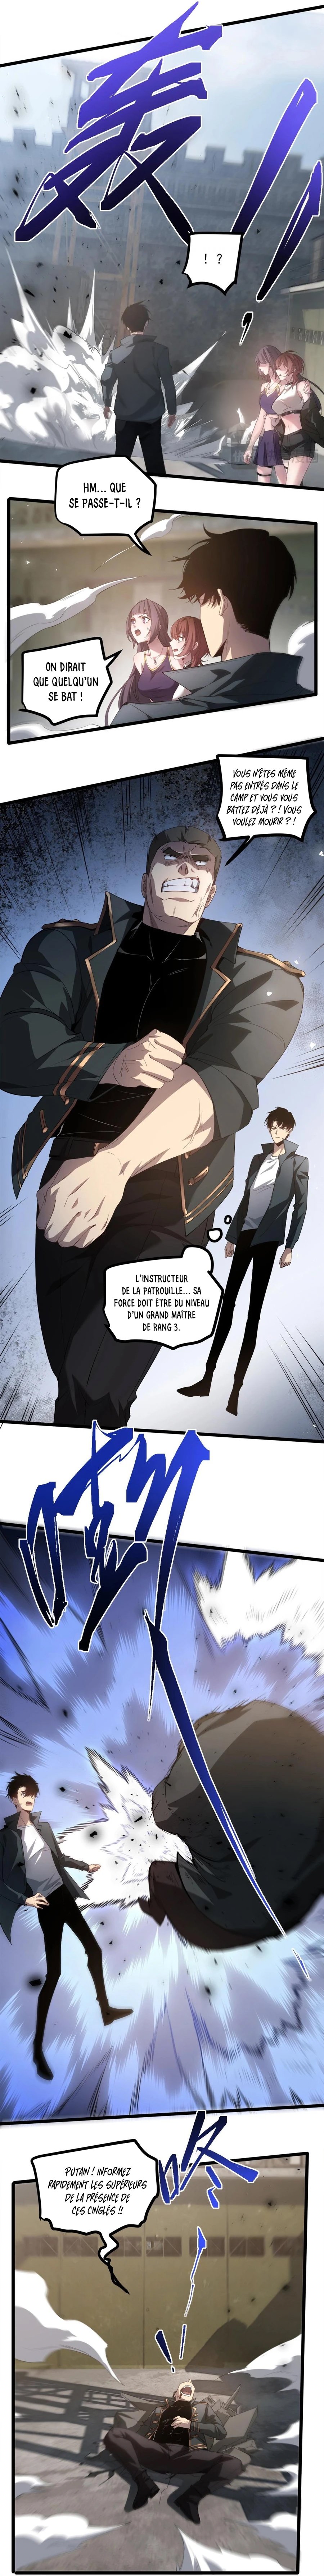 轰!
! ?
HM... QUE
SE PASSE-T-IL ?
ON DIRAIT
QUE QUELQU'UN
SE BAT !
VOUS N'ÊTES MÊME
PAS ENTRÉS DANS LE
CAMP ET VOUS VOUS
BATTEZ DÉJÀ ? ! VOUS
VOULEZ MOURIR ? !
L'INSTRUCTEUR
DE LA PATROUILLE... SA
FORCE DOIT ÊTRE DU NIVEAU
D'UN GRAND MAÎTRE
DE RANG 3.
PUTAIN ! INFORMEZ
RAPIDEMENT LES SUPÉRIEURS
DE LA PRÉSENCE DE
CES CINGLÉS !!